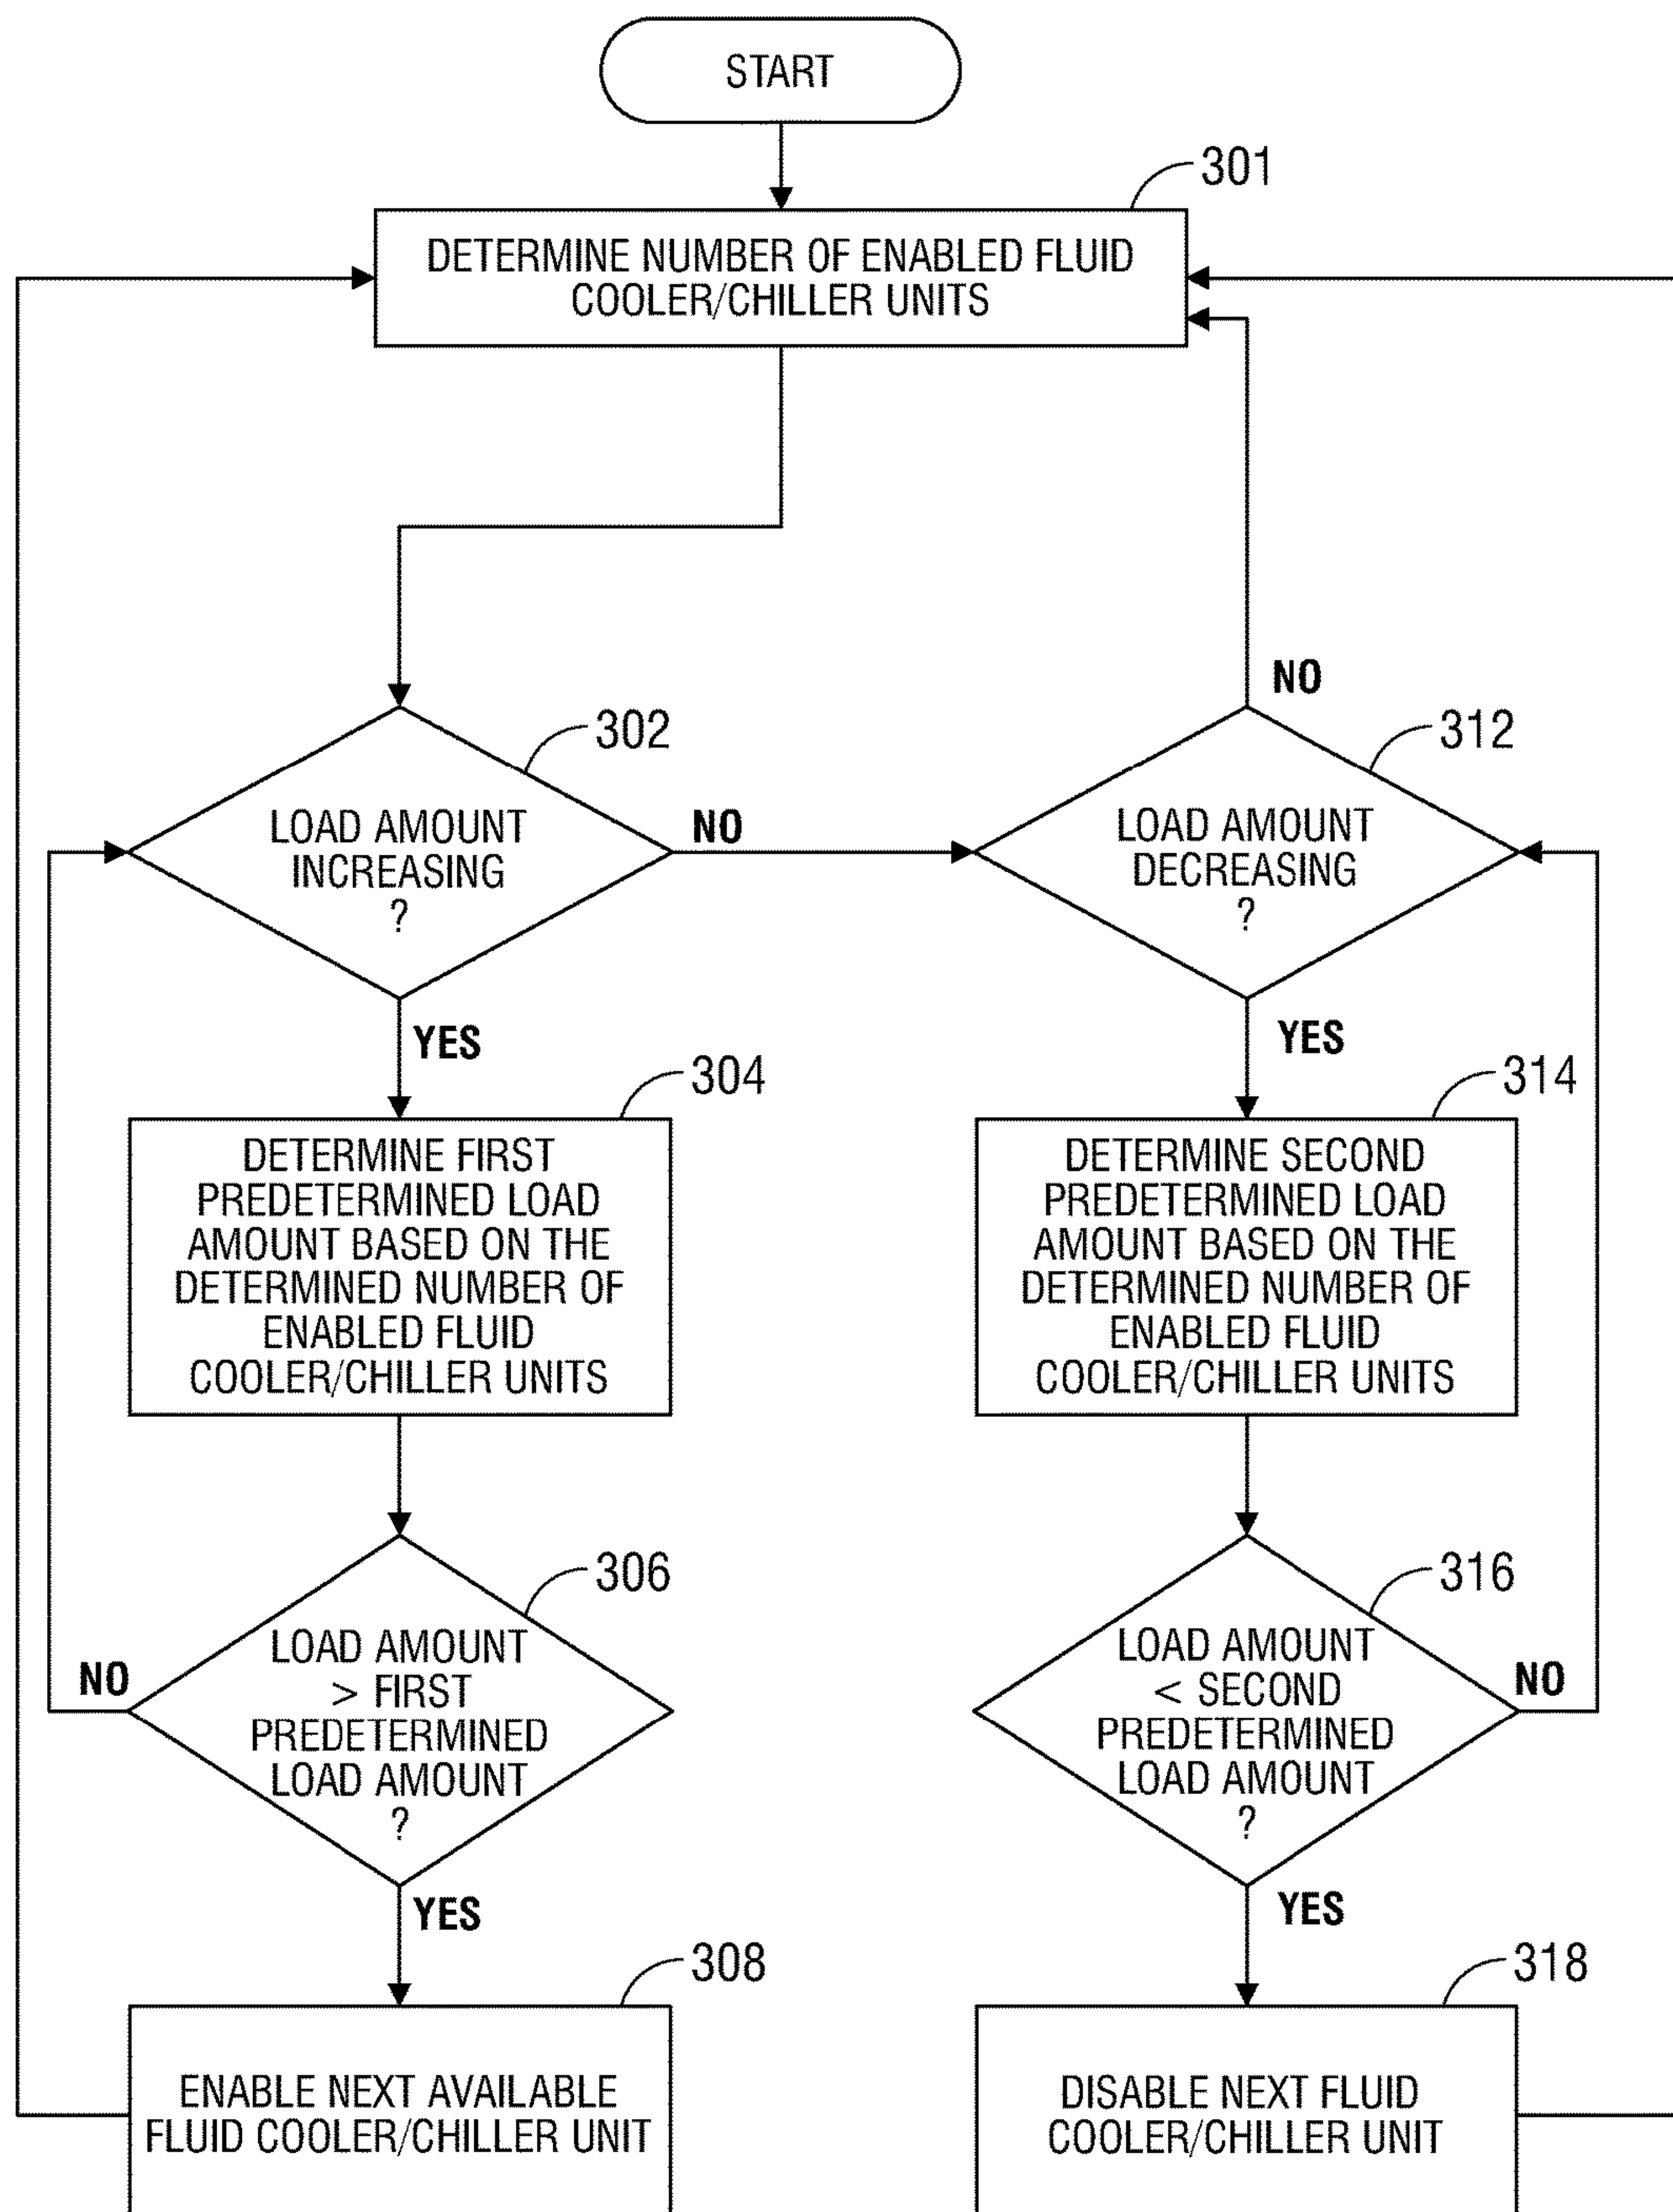 START
301
DETERMINE NUMBER OF ENABLED FLUID
COOLER/CHILLER UNITS
302
LOAD AMOUNT
INCREASING
?
NO
YES
312
NO
LOAD AMOUNT
DECREASING
?
YES
304
DETERMINE FIRST
PREDETERMINED LOAD
AMOUNT BASED ON THE
DETERMINED NUMBER OF
ENABLED FLUID
COOLER/CHILLER UNITS
314
DETERMINE SECOND
PREDETERMINED LOAD
AMOUNT BASED ON THE
DETERMINED NUMBER OF
ENABLED FLUID
COOLER/CHILLER UNITS
306
LOAD AMOUNT
> FIRST
PREDETERMINED
LOAD AMOUNT
?
NO
YES
316
LOAD AMOUNT
< SECOND
PREDETERMINED
LOAD AMOUNT
?
NO
YES
308
ENABLE NEXT AVAILABLE
FLUID COOLER/CHILLER UNIT
318
DISABLE NEXT FLUID
COOLER/CHILLER UNIT